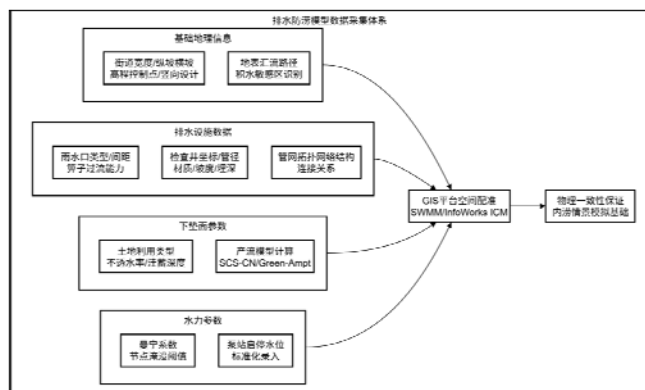 排水防涝模型数据采集体系
基础地理信息
街道宽度/纵坡横坡
高程控制点/竖向设计
地表汇流路径
积水敏感区识别
排水设施数据
雨水口类型/间距
箅子过流能力
检查井坐标/管径
材质/坡度/埋深
管网拓扑网络结构
连接关系
下垫面参数
土地利用类型
不透水率/洼蓄深度
产流模型计算
SCS-CN/Green-Ampt
水力参数
曼宁系数
节点淹没阈值
泵站启停水位
标准化录入
GIS平台空间配准
SWMM/InfoWorks ICM
物理一致性保证
内涝情景模拟基础